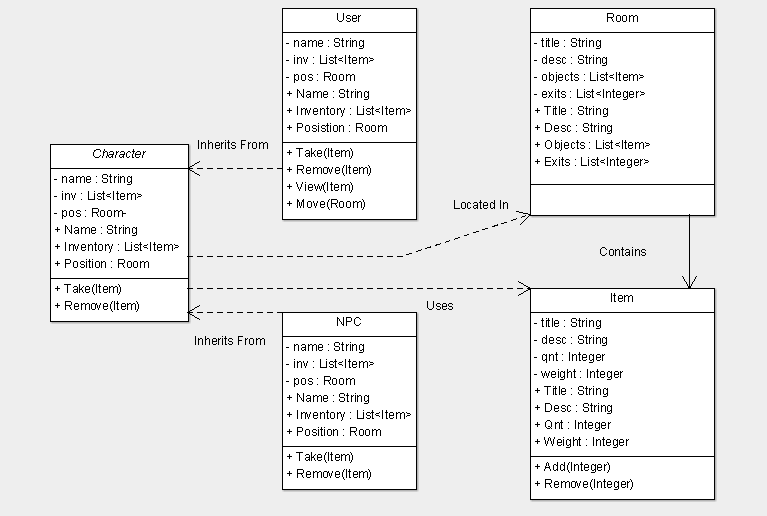 User
- name : String
- inv : List<Item>
- pos : Room
+ Name : String
+ Inventory : List<Item>
+ Posistion : Room
+ Take(Item)
+ Remove(Item)
+ View(Item)
+ Move(Room)
Room
- title : String
- desc : String
- objects : List<Item>
- exits : List<Integer>
+ Title : String
+ Desc : String
+ Objects : List<Item>
+ Exits : List<Integer>
Inherits From
Character
- name : String
- inv : List<Item>
- pos : Room-
+ Name : String
+ Inventory : List<Item>
+ Position : Room
+ Take(Item)
+ Remove(Item)
Located In
Contains
Uses
Inherits From
NPC
- name : String
- inv : List<Item>
- pos : Room
+ Name : String
+ Inventory : List<Item>
+ Position : Room
+ Take(Item)
+ Remove(Item)
Item
- title : String
- desc : String
- qnt : Integer
- weight : Integer
+ Title : String
+ Desc : String
+ Qnt : Integer
+ Weight : Integer
+ Add(Integer)
+ Remove(Integer)